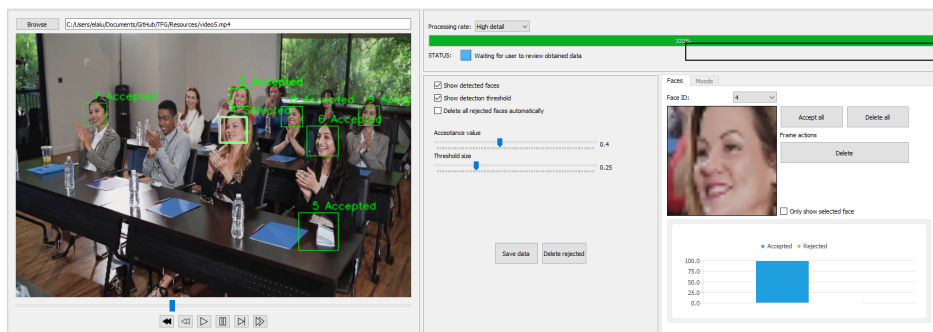 Browse
C:/Users/elalu/Documents/GitHub/TFG/Resources/video5.mp4
Accepted
2 Accepted
Accepted
9
6 Accepted
5 Accepted
Processing rate: High detail
100%
STATUS: Waiting for user to review obtained data
Show detected faces
Show detection threshold
Delete all rejected faces automatically
Acceptance value
0.4
Threshold size
0.25
Save data
Delete rejected
Faces
Moods
Face ID: 4
Accept all
Delete all
Frame actions
Delete
Only show selected face
Accepted
Rejected
100.0
75.0
50.0
25.0
0.0